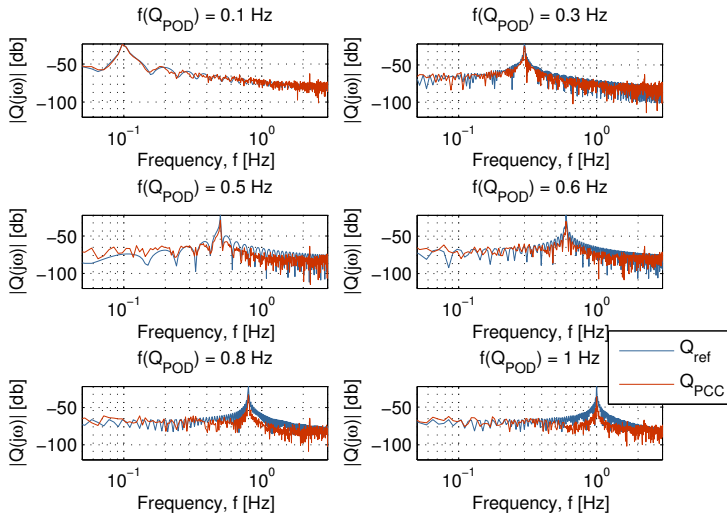 f(Q_POD) = 0.1 Hz
|Q(jω)| [db]
−50
−100
10^-1
10^0
Frequency, f [Hz]
f(Q_POD) = 0.3 Hz
|Q(jω)| [db]
−50
−100
10^-1
10^0
Frequency, f [Hz]
f(Q_POD) = 0.5 Hz
|Q(jω)| [db]
−50
−100
10^-1
10^0
Frequency, f [Hz]
f(Q_POD) = 0.6 Hz
|Q(jω)| [db]
−50
−100
10^-1
10^0
Frequency, f [Hz]
f(Q_POD) = 0.8 Hz
|Q(jω)| [db]
−50
−100
10^-1
10^0
Frequency, f [Hz]
f(Q_POD) = 1 Hz
|Q(jω)| [db]
−50
−100
10^-1
10^0
Frequency, f [Hz]
Q_ref
Q_PCC